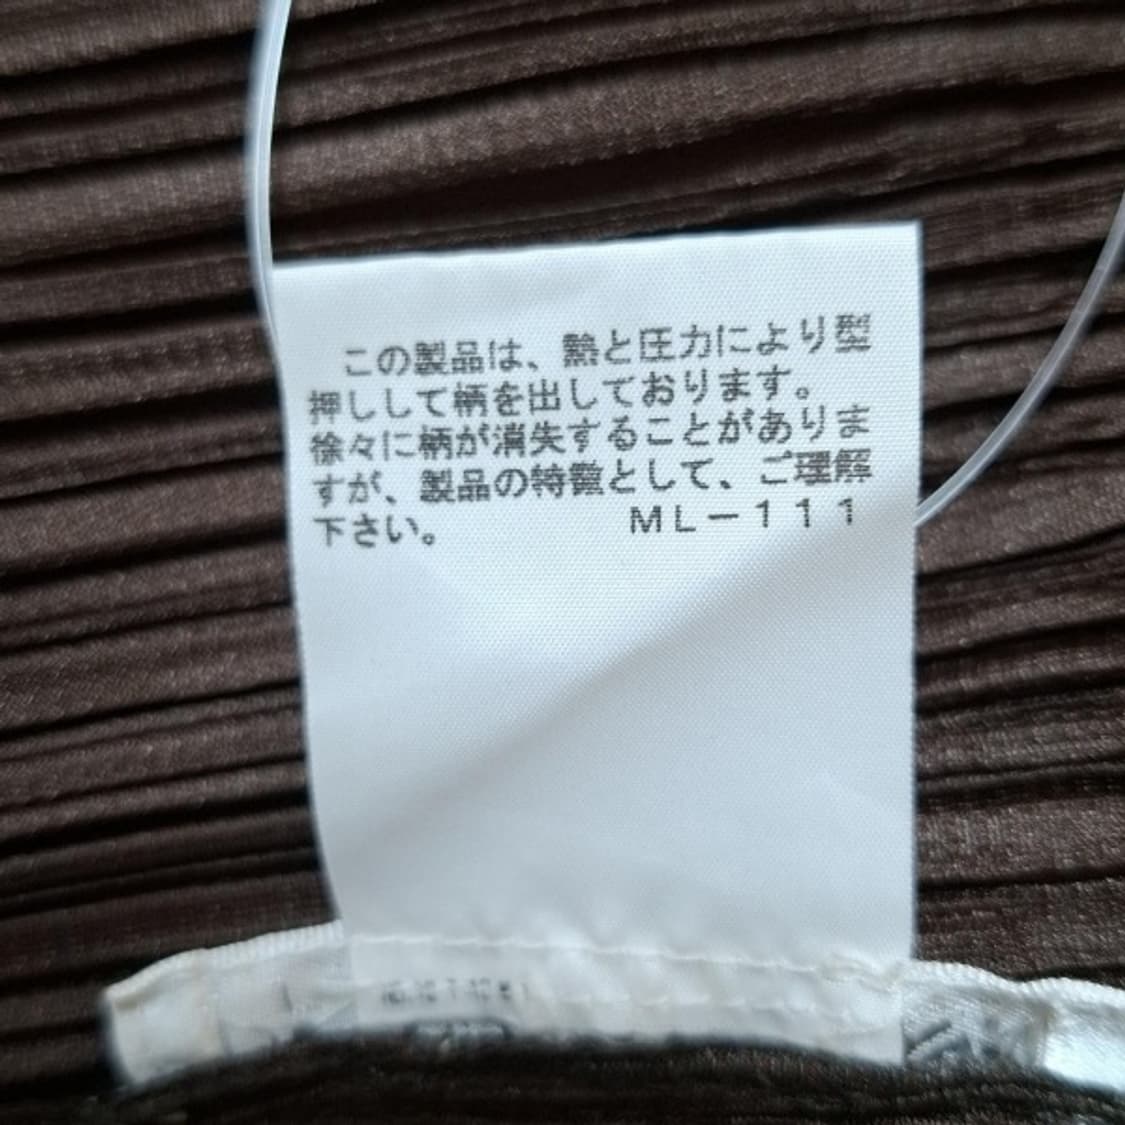 この製品は、熱と圧力により型
押しして柄を出しております。
徐々に柄が消失することがありま
すが、製品の特徴として、ご理解
下さい。 ML－111